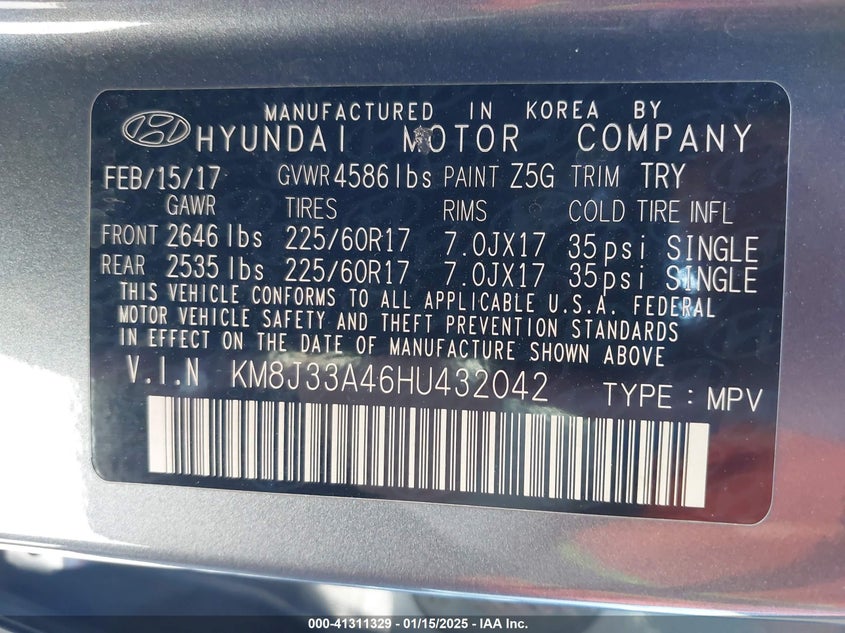 MANUFACTURED IN KOREA BY
HYUNDAI MOTOR COMPANY
FEB/15/17 GVWR 4586 lbs PAINT Z5G TRIM TRY
GAWR TIRES RIMS COLD TIRE INFL
FRONT 2646 lbs 225/60R17 7.0JX17 35psi SINGLE
REAR 2535 lbs 225/60R17 7.0JX17 35psi SINGLE
THIS VEHICLE CONFORMS TO ALL APPLICABLE U.S.A. FEDERAL
MOTOR VEHICLE SAFETY AND THEFT PREVENTION STANDARDS
IN EFFECT ON THE DATE OF MANUFACTURE SHOWN ABOVE
V.I.N KM8J33A46HU432042 TYPE : MPV
000-41311329 - 01/15/2025 - IAA Inc.